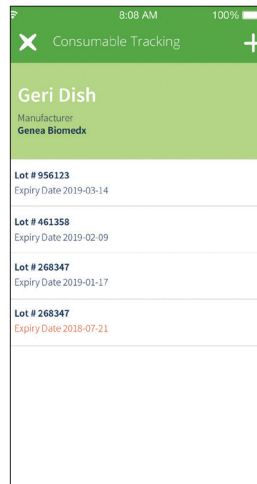 8:08 AM
100%
Consumable Tracking
Geri Dish
Manufacturer
Genea Biomedx
Lot # 956123
Expiry Date 2019-03-14
Lot # 461358
Expiry Date 2019-02-09
Lot # 268347
Expiry Date 2019-01-17
Lot # 268347
Expiry Date 2018-07-21